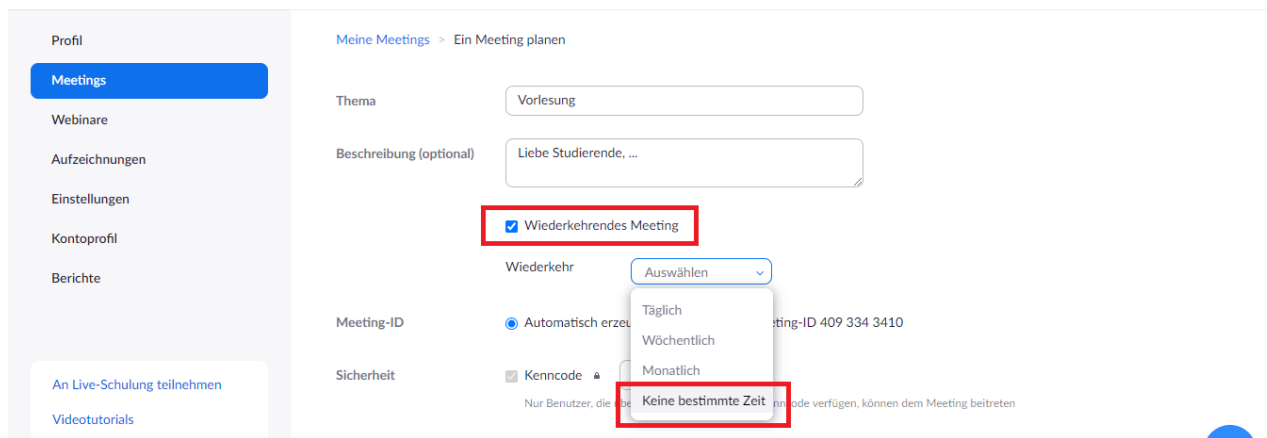 Profil
Meetings
Webinare
Aufzeichnungen
Einstellungen
Kontoprofil
Berichte
An Live-Schulung teilnehmen
Videotutorials
Meine Meetings > Ein Meeting planen
Thema Vorlesung
Beschreibung (optional) Liebe Studierende, ...
Wiederkehrendes Meeting
Wiederkehr Auswählen
Täglich
Wöchentlich
Monatlich
Keine bestimmte Zeit
Meeting-ID Automatisch eting-ID 409 334 3410
Sicherheit Kenncode
Nur Benutzer, die verfügen, können dem Meeting beitreten